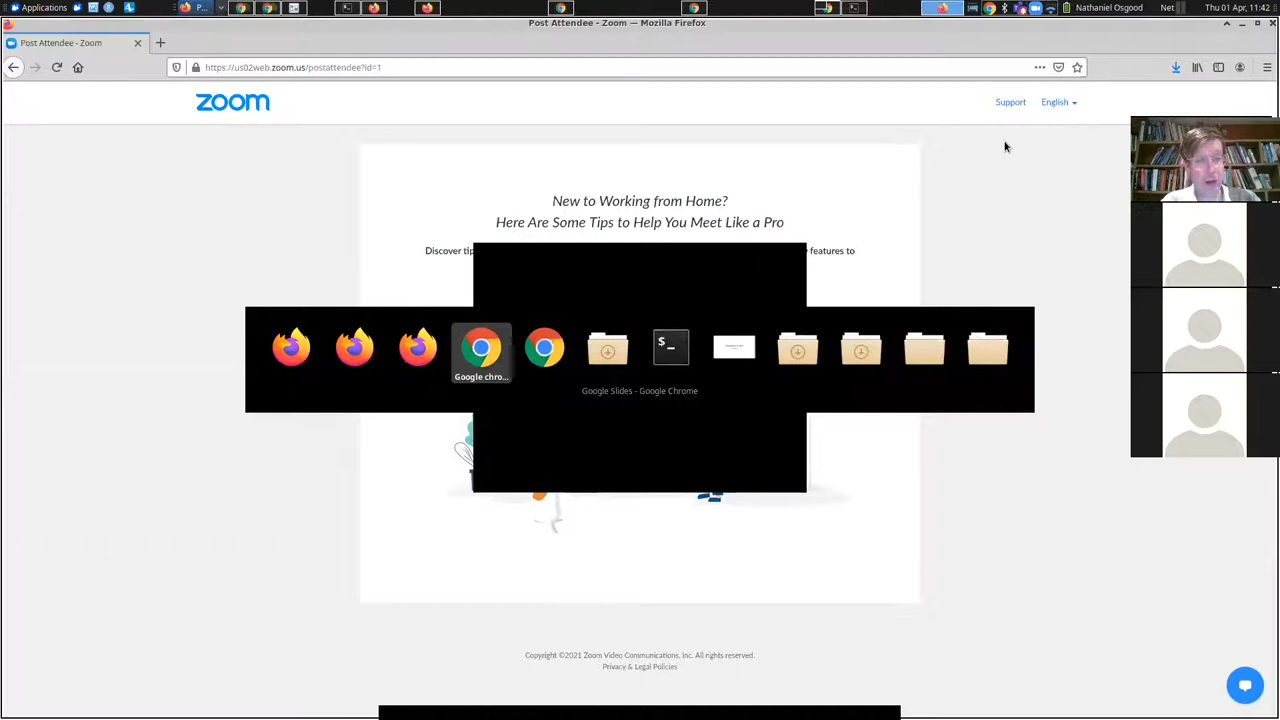 Applications
P...
Nathaniel Osgood
Net
Thu 01 Apr, 11:42
Post Attendee - Zoom — Mozilla Firefox
Post Attendee - Zoom
https://us02web.zoom.us/postattendee?id=1
zoom
Support
English
New to Working from Home?
Here Are Some Tips to Help You Meet Like a Pro
Discover tip
features to
$_
Google chro...
Google Slides - Google Chrome
Copyright ©2021 Zoom Video Communications, Inc. All rights reserved.
Privacy & Legal Policies